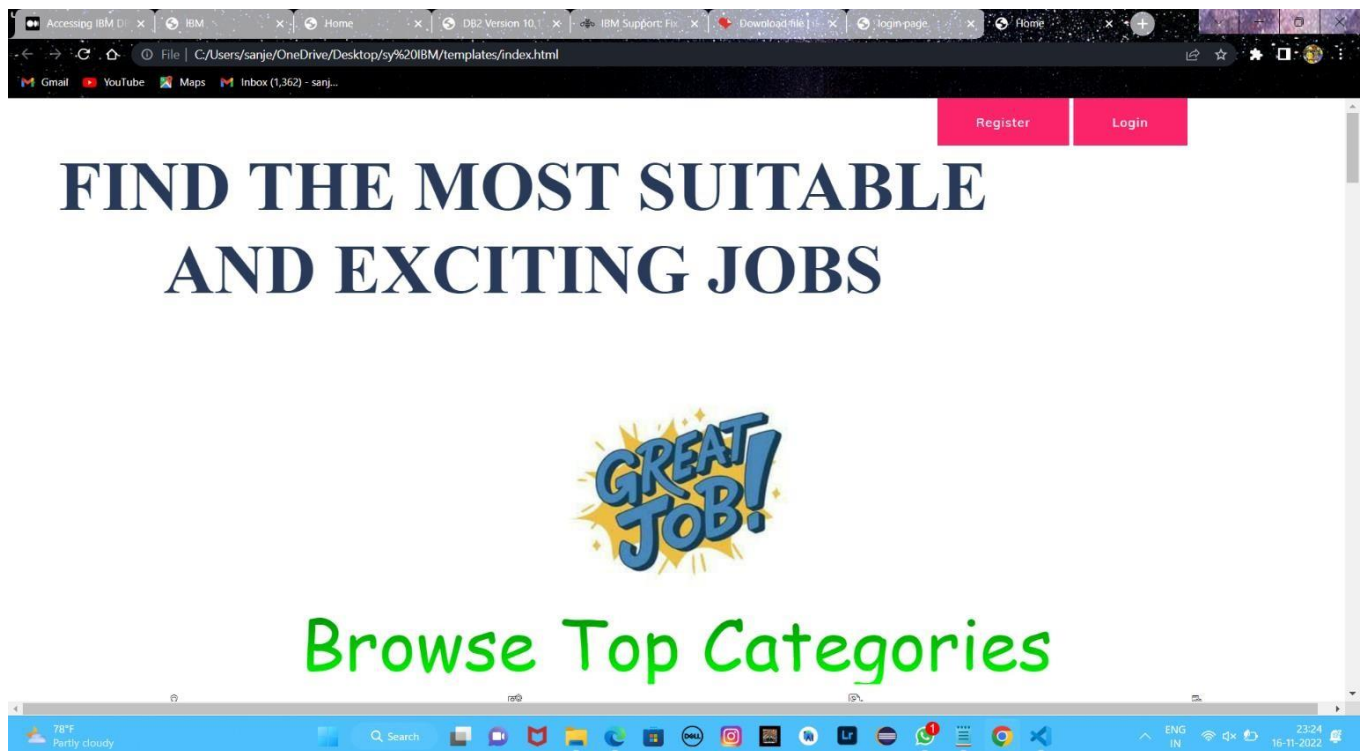 Accessing IBM D
IBM
Home
DB2 Version 10.
IBM Support: Fix
Download file |
login page
Home
File | C:/Users/sanje/OneDrive/Desktop/sy%20IBM/templates/index.html
Gmail
YouTube
Maps
Inbox (1,362) - sanj...
Register
Login
FIND THE MOST SUITABLE
AND EXCITING JOBS
GREAT
JOB!
Browse Top Categories
78°F
Partly cloudy
Search
DELL
Lr
1
ENG
IN
23:24
16-11-2022